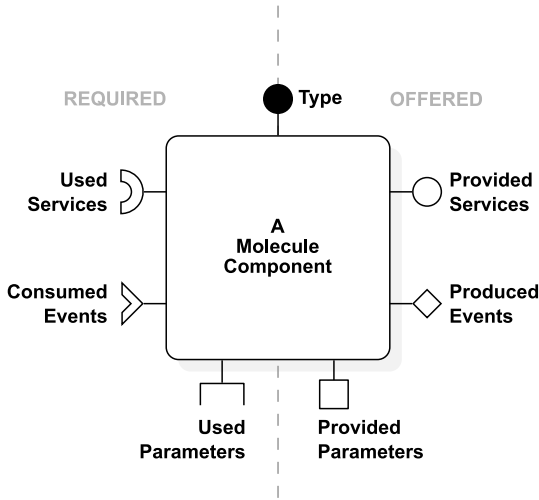 REQUIRED
Type
OFFERED
Used
Services
Provided
Services
A
Molecule
Component
Consumed
Events
Produced
Events
Used
Parameters
Provided
Parameters